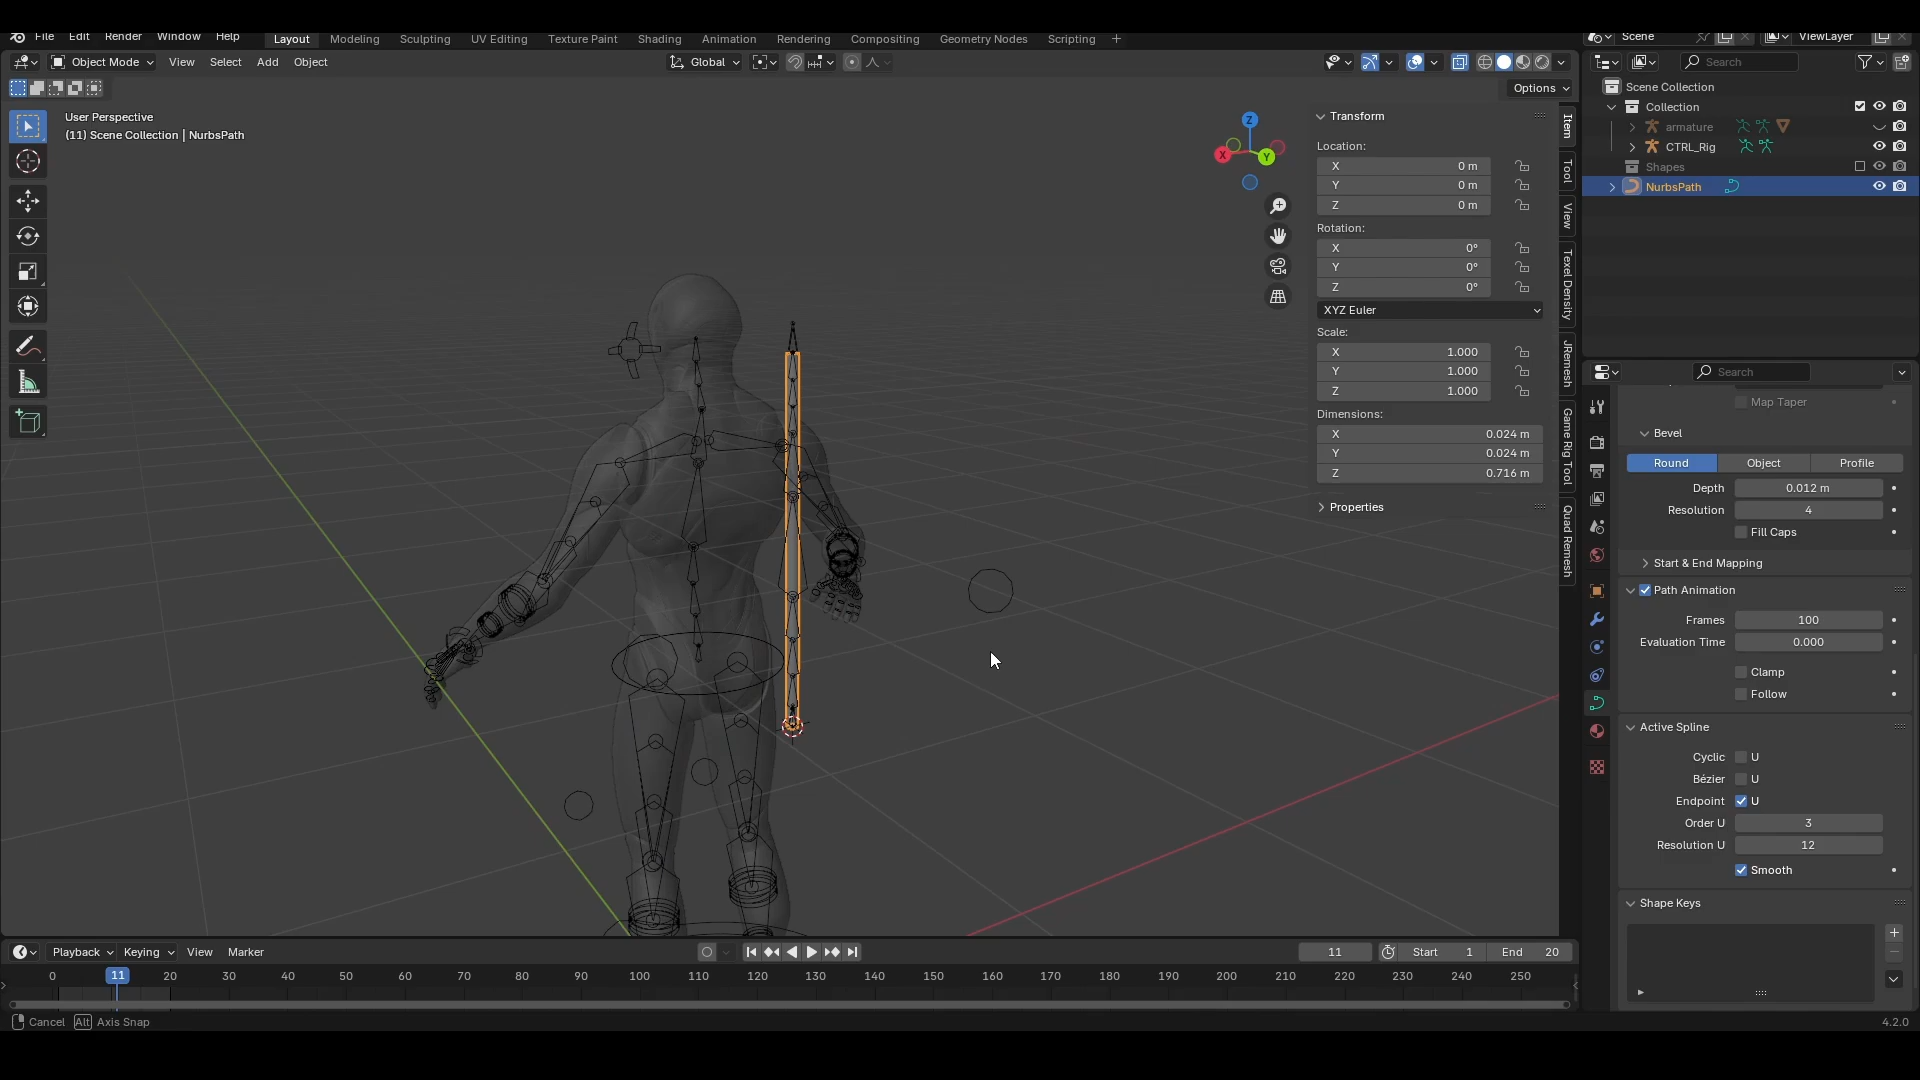 File Edit Render Window Help Layout Modeling Sculpting UV Editing Texture Paint Shading Animation Rendering Compositing Geometry Nodes Scripting + Scene ViewLayer
Object Mode View Select Add Object Global Search
Options
User Perspective
(11) Scene Collection | NurbsPath
Z
X
Y
Transform
Location:
X 0 m
Y 0 m
Z 0 m
Rotation:
X 0°
Y 0°
Z 0°
XYZ Euler
Scale:
X 1.000
Y 1.000
Z 1.000
Dimensions:
X 0.024 m
Y 0.024 m
Z 0.716 m
Properties
Item
Tool
View
Texel Density
JRemesh
Game Rig Tool
Quad Remesh
Scene Collection
Collection
armature
CTRL_Rig
Shapes
NurbsPath
Search
Map Taper
Bevel
Round Object Profile
Depth 0.012 m
Resolution 4
Fill Caps
Start & End Mapping
Path Animation
Frames 100
Evaluation Time 0.000
Clamp
Follow
Active Spline
Cyclic U
Bézier U
Endpoint U
Order U 3
Resolution U 12
Smooth
Shape Keys
Playback Keying View Marker 11 Start 1 End 20
0 11 20 30 40 50 60 70 80 90 100 110 120 130 140 150 160 170 180 190 200 210 220 230 240 250
Cancel Alt Axis Snap 4.2.0